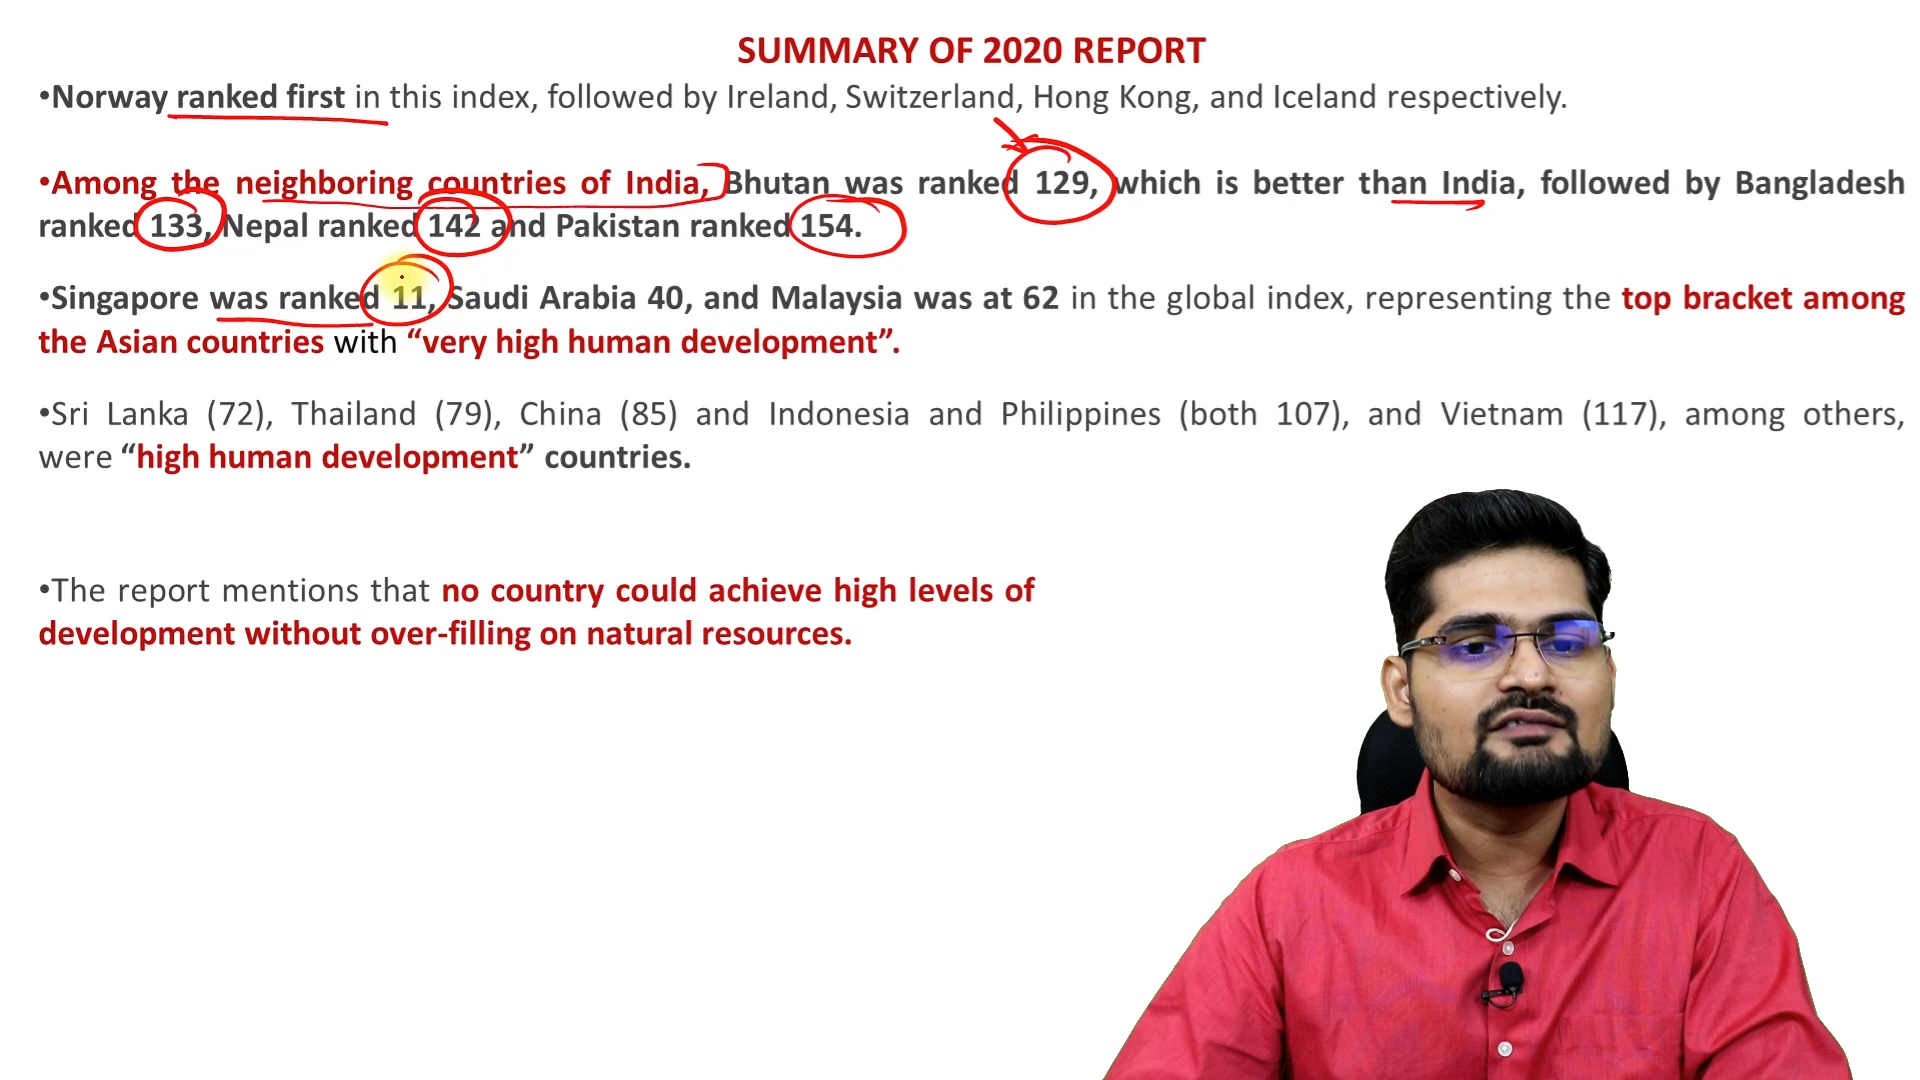 SUMMARY OF 2020 REPORT
•Norway ranked first in this index, followed by Ireland, Switzerland, Hong Kong, and Iceland respectively.
•Among the neighboring countries of India, Bhutan was ranked 129, which is better than India, followed by Bangladesh
ranked 133, Nepal ranked 142 and Pakistan ranked 154.
•Singapore was ranked 11, Saudi Arabia 40, and Malaysia was at 62 in the global index, representing the top bracket among
the Asian countries with “very high human development”.
•Sri Lanka (72), Thailand (79), China (85) and Indonesia and Philippines (both 107), and Vietnam (117), among others,
were “high human development” countries.
•The report mentions that no country could achieve high levels of
development without over-filling on natural resources.